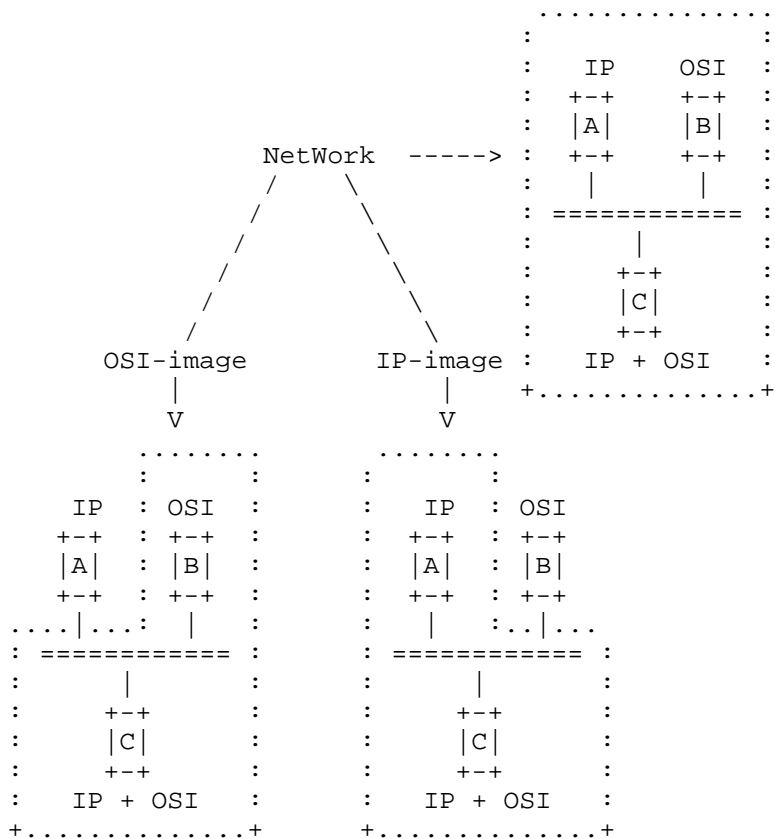 ...............
:             :
:   IP   OSI  :
:  +-+   +-+  :
:  |A|   |B|  :
NetWork -----> :  +-+   +-+  :
/ \ :   |     |   :
/ \ : ============ :
/ \ :      |      :
/ \ :     +-+     :
/ \ :     |C|     :
/ \ :     +-+     :
OSI-image IP-image :   IP + OSI   :
| | +..............+
V V
........ ........
: : : :
IP : OSI : : IP : OSI
+-+ : +-+ : : +-+ : +-+
|A| : |B| : : |A| : |B|
+-+ : +-+ : : +-+ : +-+
....|...: | : : | :..|...
: ============ : : ============ :
: | : : | :
: +-+ : : +-+ :
: |C| : : |C| :
: +-+ : : +-+ :
: IP + OSI : : IP + OSI :
+..............+ +..............+